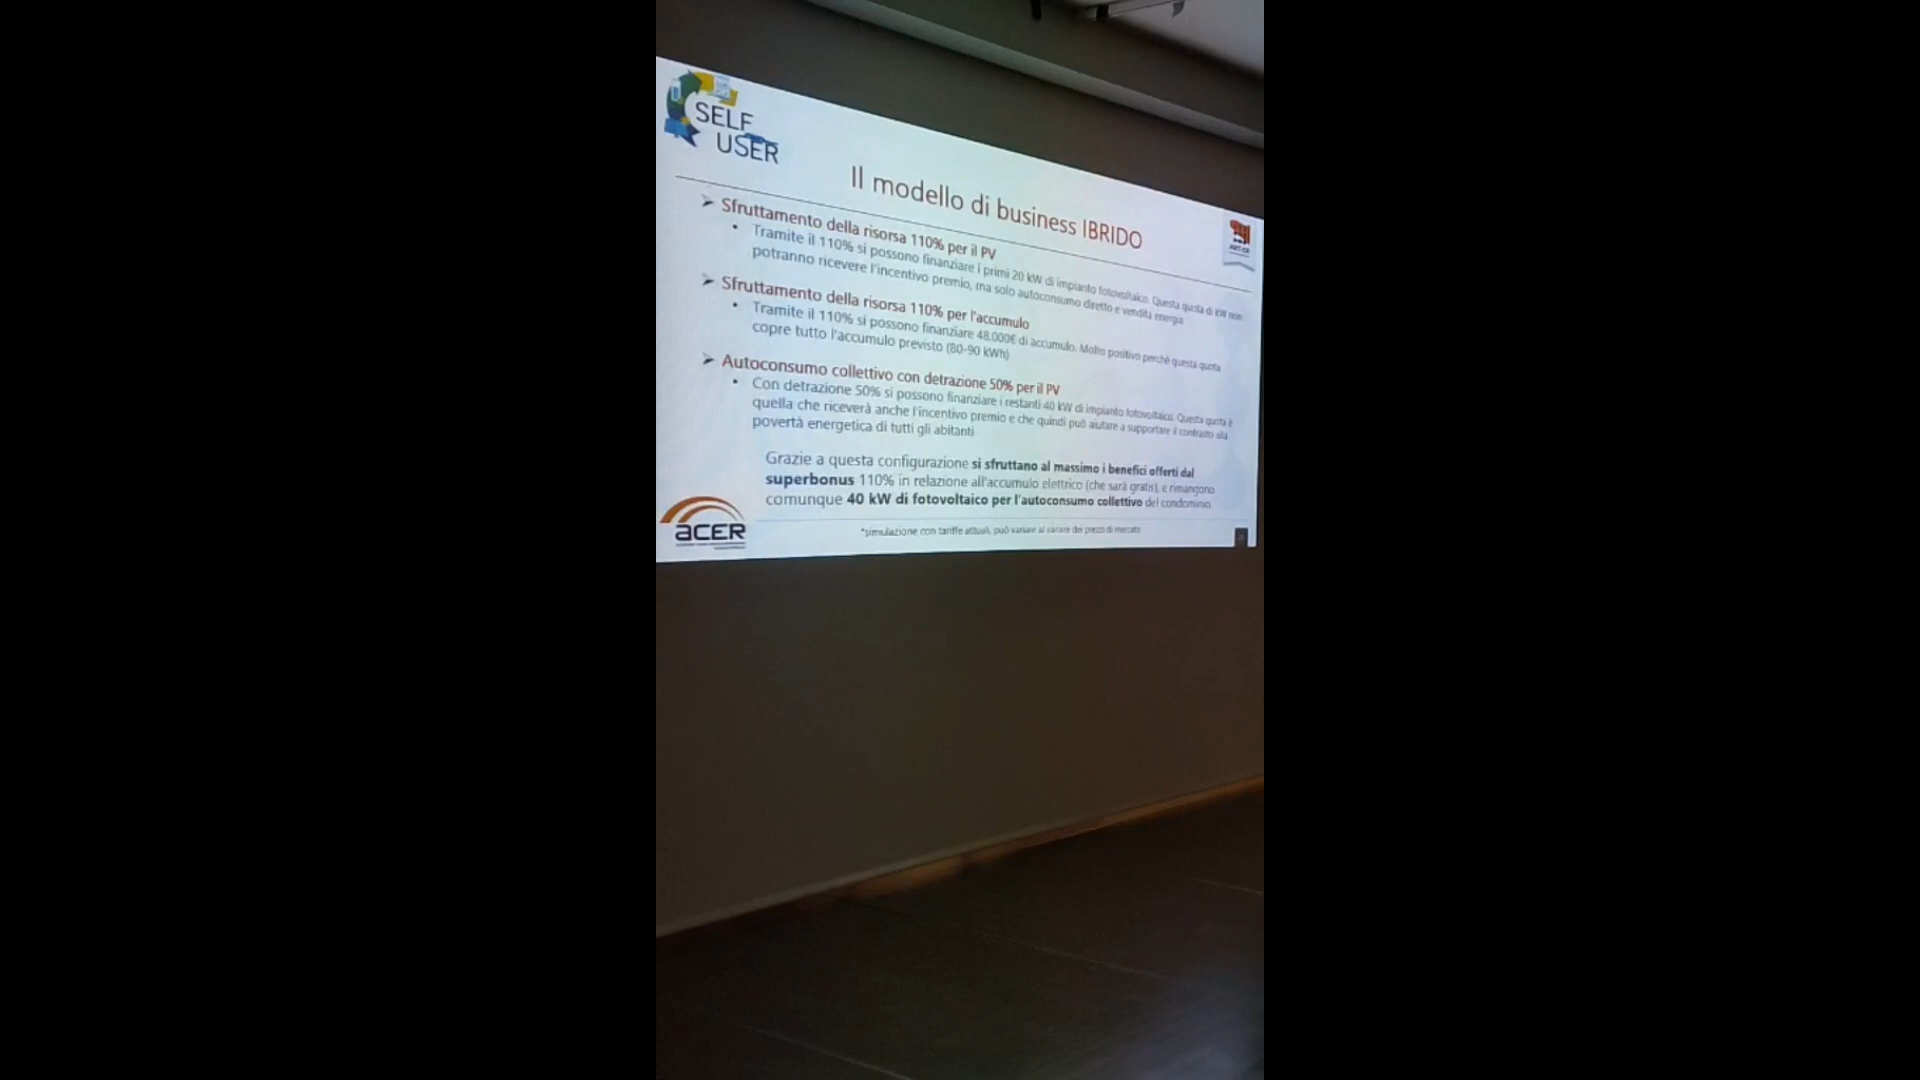 SELF
USER
Il modello di business IBRIDO
ART-ER
➢ Sfruttamento della risorsa 110% per il PV
• Tramite il 110% si possono finanziare i primi 20 kW di impianto fotovoltaico. Questa quota di kW non
potranno ricevere l'incentivo premio, ma solo autoconsumo diretto e vendita energia
➢ Sfruttamento della risorsa 110% per l'accumulo
• Tramite il 110% si possono finanziare 48.000€ di accumulo. Molto positivo perchè questa quota
copre tutto l'accumulo previsto (80-90 kWh)
➢ Autoconsumo collettivo con detrazione 50% per il PV
• Con detrazione 50% si possono finanziare i restanti 40 kW di impianto fotovoltaico. Questa quota è
quella che riceverà anche l'incentivo premio e che quindi può aiutare a supportare il contrasto alla
povertà energetica di tutti gli abitanti
Grazie a questa configurazione si sfruttano al massimo i benefici offerti dal
superbonus 110% in relazione all'accumulo elettrico (che sarà gratis), e rimangono
comunque 40 kW di fotovoltaico per l'autoconsumo collettivo del condominio.
acer
*simulazione con tariffe attuali, può variare al variare dei prezzi di mercato